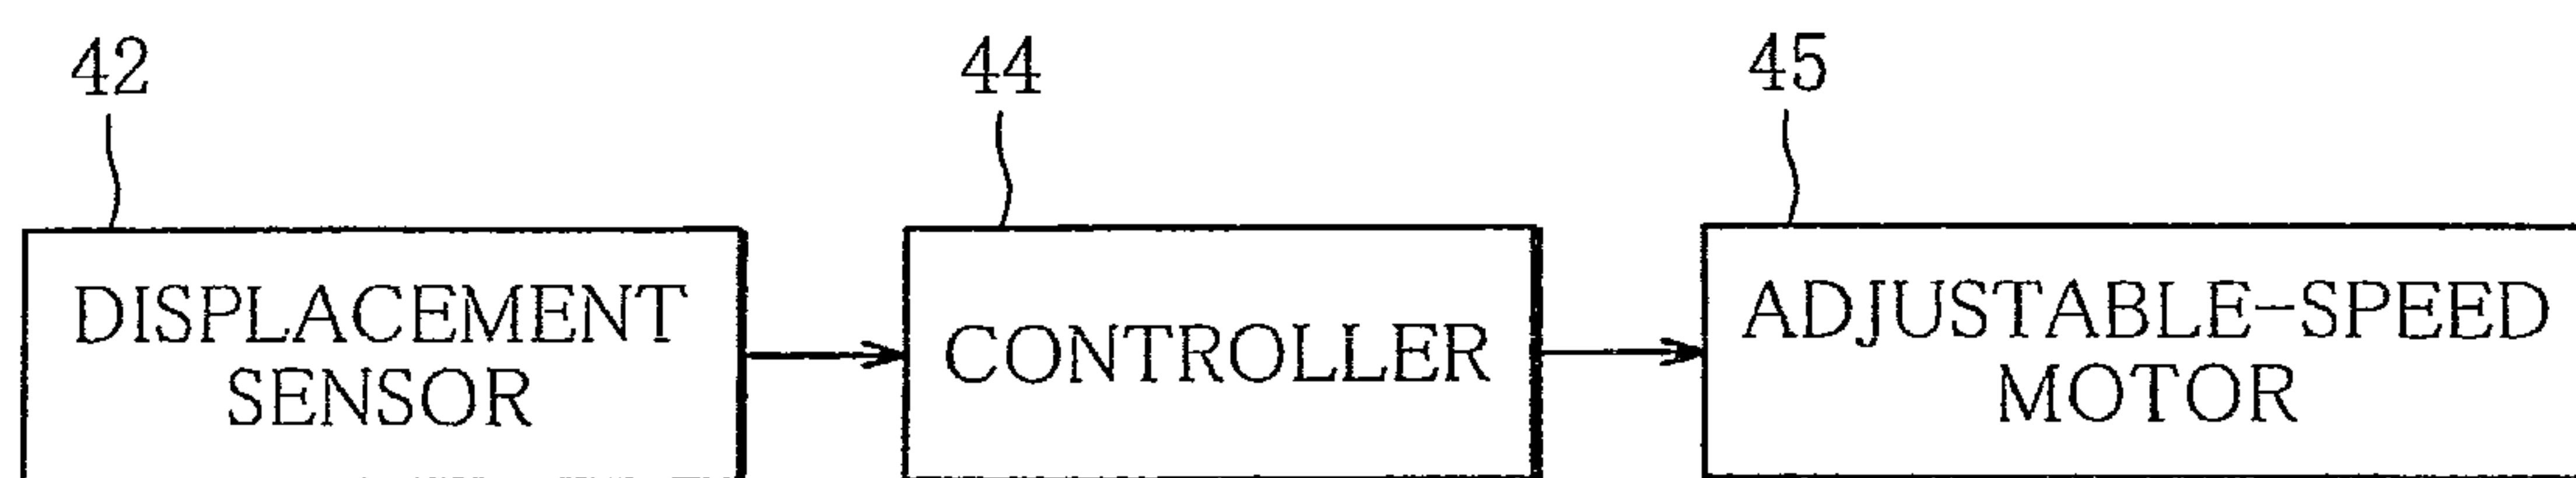 42
44
45
DISPLACEMENT
SENSOR
CONTROLLER
ADJUSTABLE-SPEED
MOTOR